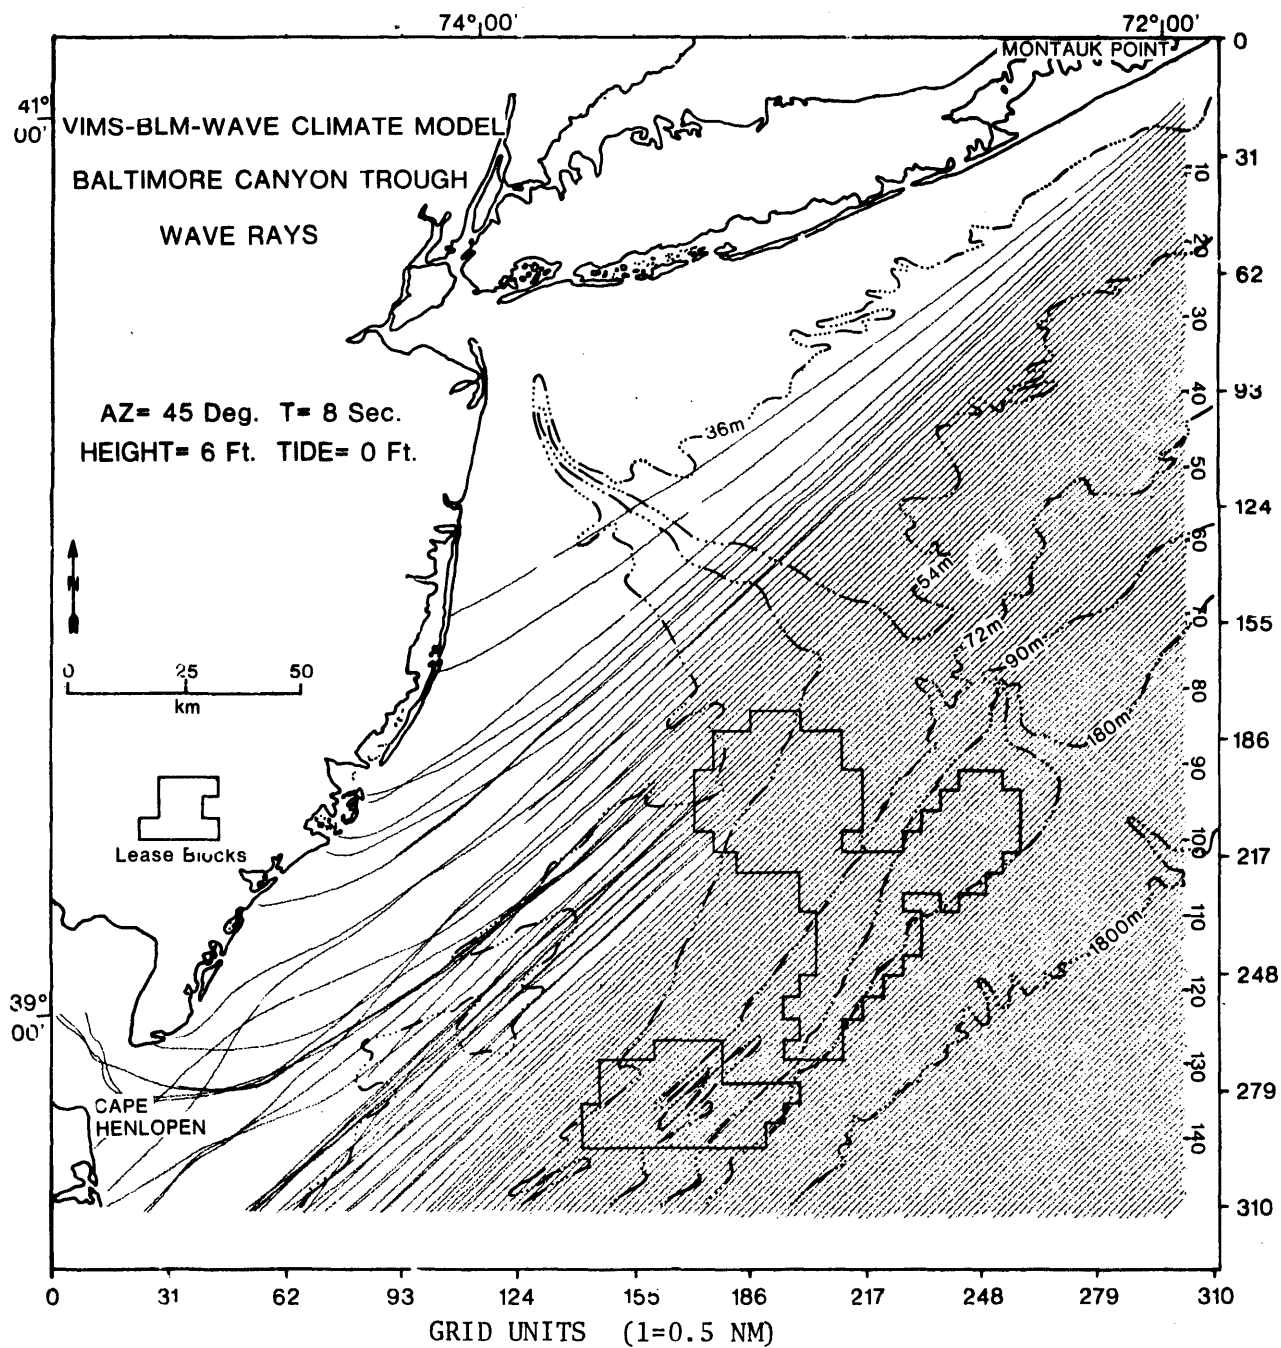 74°00'
72°00'
MONTAUK POINT
0
41°
00'
VIMS-BLM-WAVE CLIMATE MODEL
BALTIMORE CANYON TROUGH
WAVE RAYS
31
10
20
62
30
AZ= 45 Deg. T= 8 Sec.
HEIGHT= 6 Ft. TIDE= 0 Ft.
93
40
36m
50
124
60
54m
N
155
70
72m
90m
0 25 50
km
80
180m
186
90
Lease Blocks
100
217
110
1800m
248
120
39°
00'
130
279
CAPE
HENLOPEN
140
310
0 31 62 93 124 155 186 217 248 279 310
GRID UNITS (1=0.5 NM)